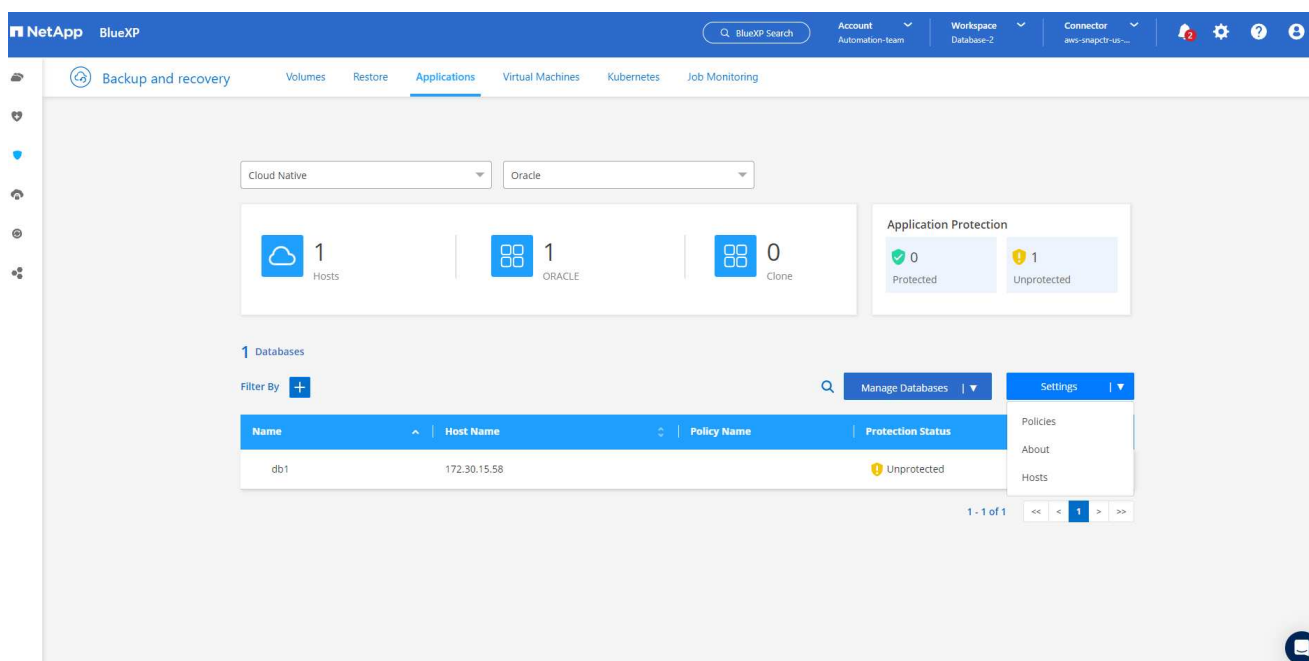 NetApp BlueXP
BlueXP Search
Account
Automation-team
Workspace
Database-2
Connector
aws-snapctr-us-...
2
Backup and recovery
Volumes Restore Applications Virtual Machines Kubernetes Job Monitoring
Cloud Native
Oracle
1
Hosts
1
ORACLE
0
Clone
Application Protection
0
Protected
1
Unprotected
1 Databases
Filter By +
Manage Databases | ▼
Settings | ▼
Policies
About
Hosts
Name Host Name Policy Name Protection Status
db1 172.30.15.58 Unprotected
1 - 1 of 1 << < 1 > >>